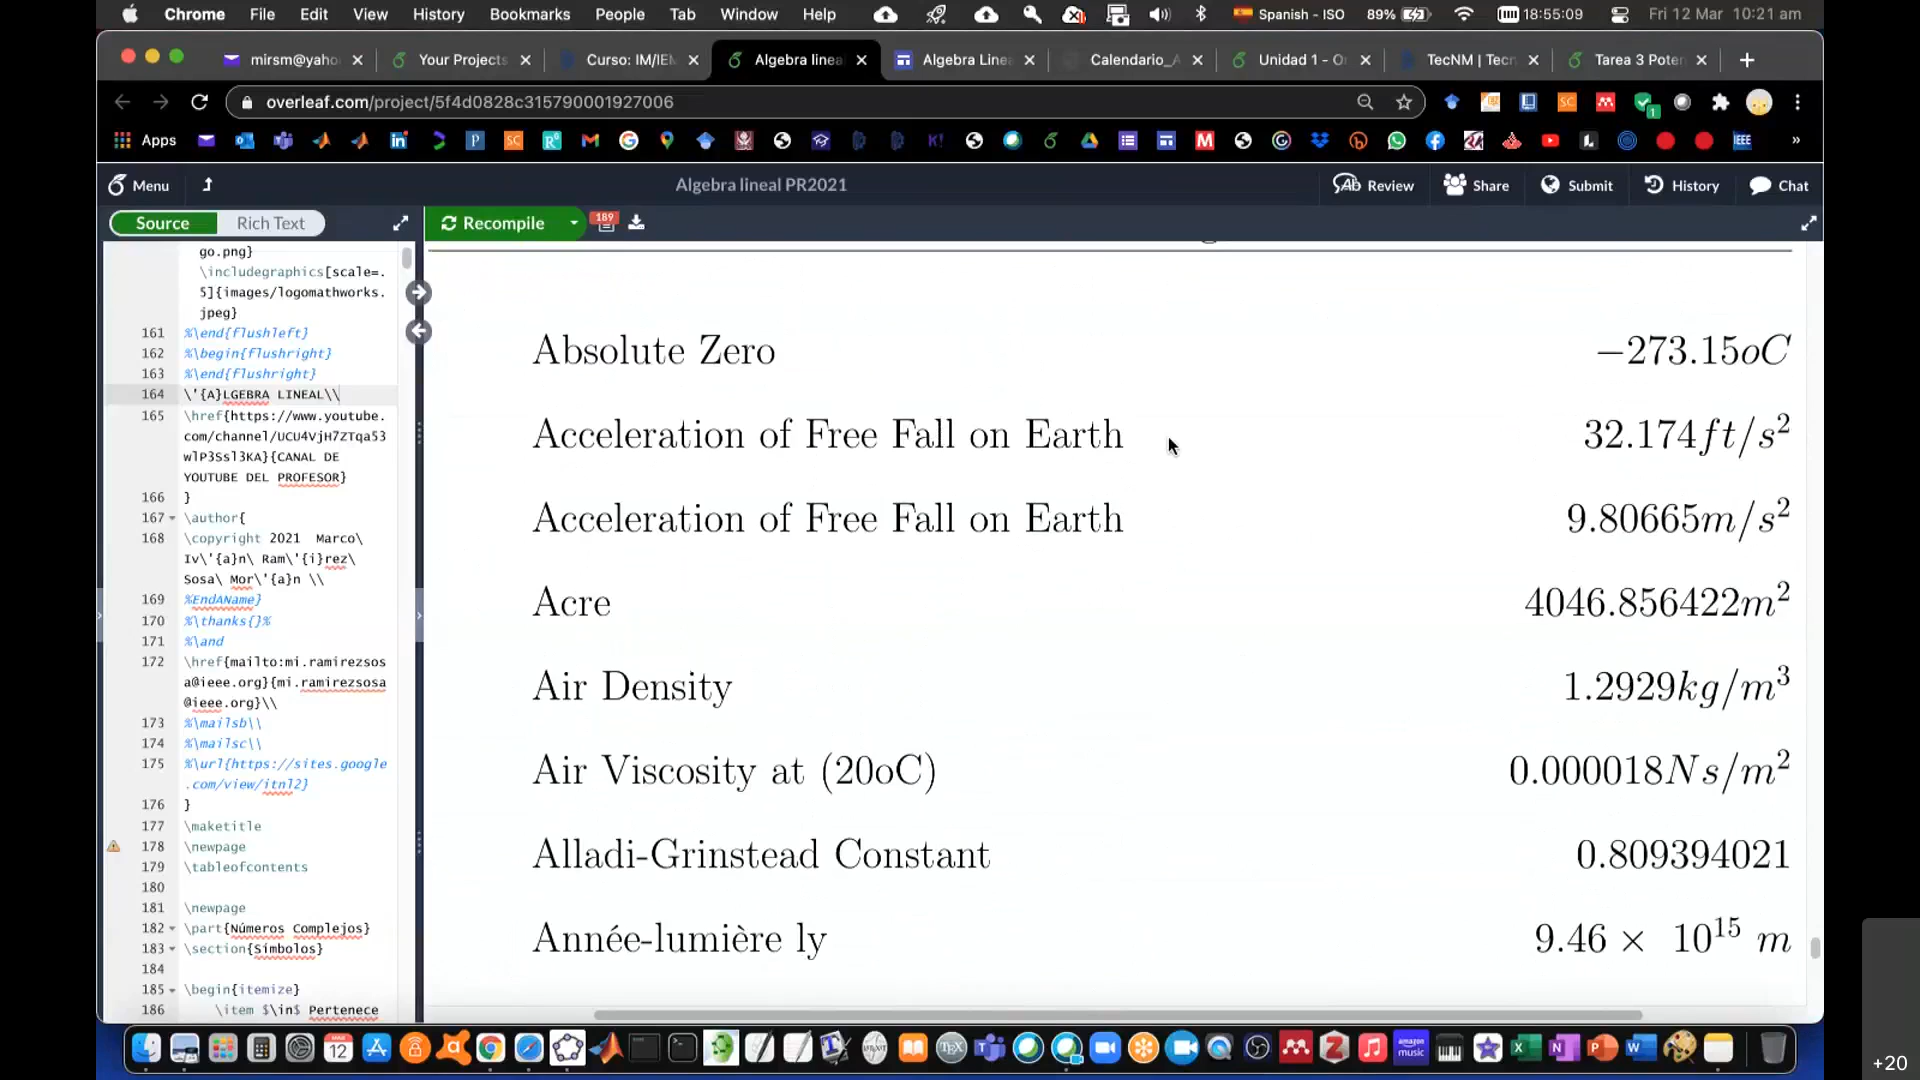 Chrome File Edit View History Bookmarks People Tab Window Help Spanish - ISO 89% 18:55:09 Fri 12 Mar 10:21 am
mirsm@yaho Your Projects Curso: IM/IEM Algebra linea Algebra Line Calendario_A Unidad 1 - O TecNM | Tecn Tarea 3 Poter
overleaf.com/project/5f4d0828c315790001927006
Apps
Menu Algebra lineal PR2021 Review Share Submit History Chat
Source Rich Text Recompile 189
go.png}
\includegraphics[scale=.
5]{images/logomathworks.
jpeg}
161 %\end{flushleft}
162 %\begin{flushright}
163 %\end{flushright}
164 \'{A}LGEBRA LINEAL\\
165 \href{https://www.youtube.
com/channel/UCU4VjH7ZTqa53
wlP3Ssl3KA}{CANAL DE
YOUTUBE DEL PROFESOR}
166 }
167 \author{
168 \copyright 2021 Marco\
Iv\'{a}n\ Ram\'{i}rez\
Sosa\ Mor\'{a}n \\
169 %EndAName}
170 %\thanks{}%
171 %\and
172 \href{mailto:mi.ramirezsos
a@ieee.org}{mi.ramirezsosa
@ieee.org}\\
173 %\mailsb\\
174 %\mailsc\\
175 %\url{https://sites.google
.com/view/itnl2}
176 }
177 \maketitle
178 \newpage
179 \tableofcontents
180
181 \newpage
182 \part{Números Complejos}
183 \section{Símbolos}
184
185 \begin{itemize}
186 \item $\in$ Pertenece
Absolute Zero −273.15oC
Acceleration of Free Fall on Earth 32.174ft/s²
Acceleration of Free Fall on Earth 9.80665m/s²
Acre 4046.856422m²
Air Density 1.2929kg/m³
Air Viscosity at (20oC) 0.000018Ns/m²
Alladi-Grinstead Constant 0.809394021
Année-lumière ly 9.46 × 10¹⁵ m
+20